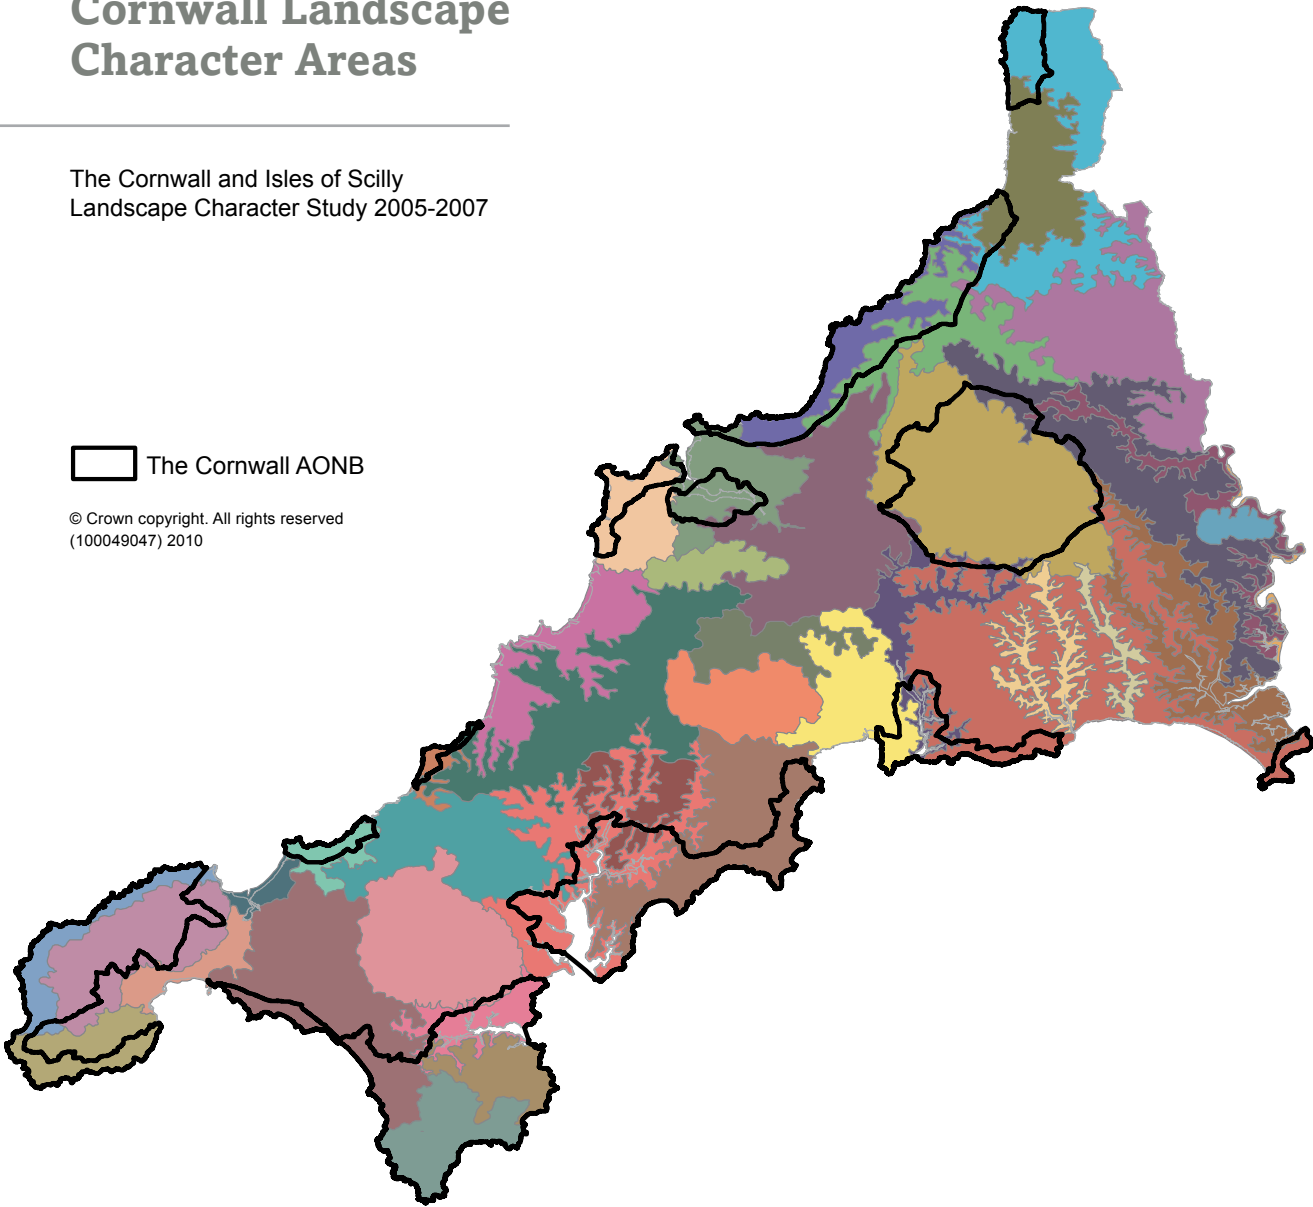 Cornwall Landscape
Character Areas
The Cornwall and Isles of Scilly
Landscape Character Study 2005-2007
The Cornwall AONB
© Crown copyright. All rights reserved
(100049047) 2010